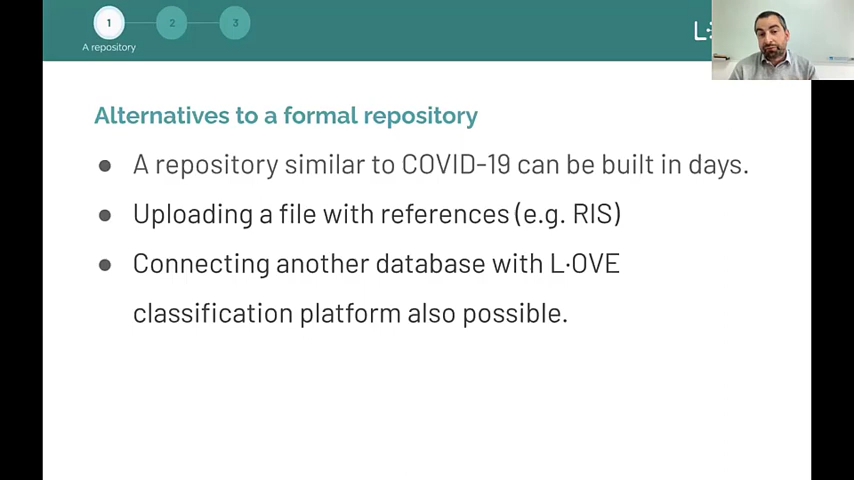 1 2 3
A repository
L:
Alternatives to a formal repository
● A repository similar to COVID-19 can be built in days.
● Uploading a file with references (e.g. RIS)
● Connecting another database with L·OVE
classification platform also possible.